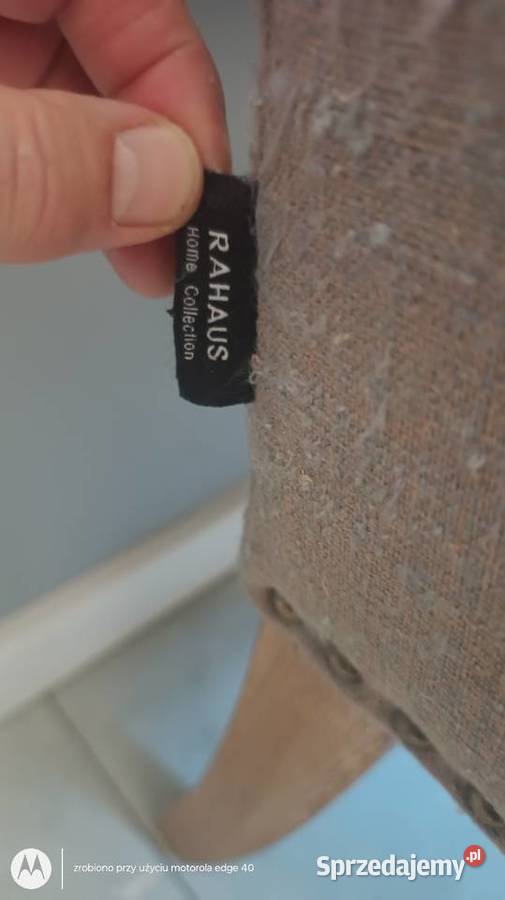 RAHAUS
Home Collection
zrobiono przy użyciu motorola edge 40
Sprzedajemy.pl